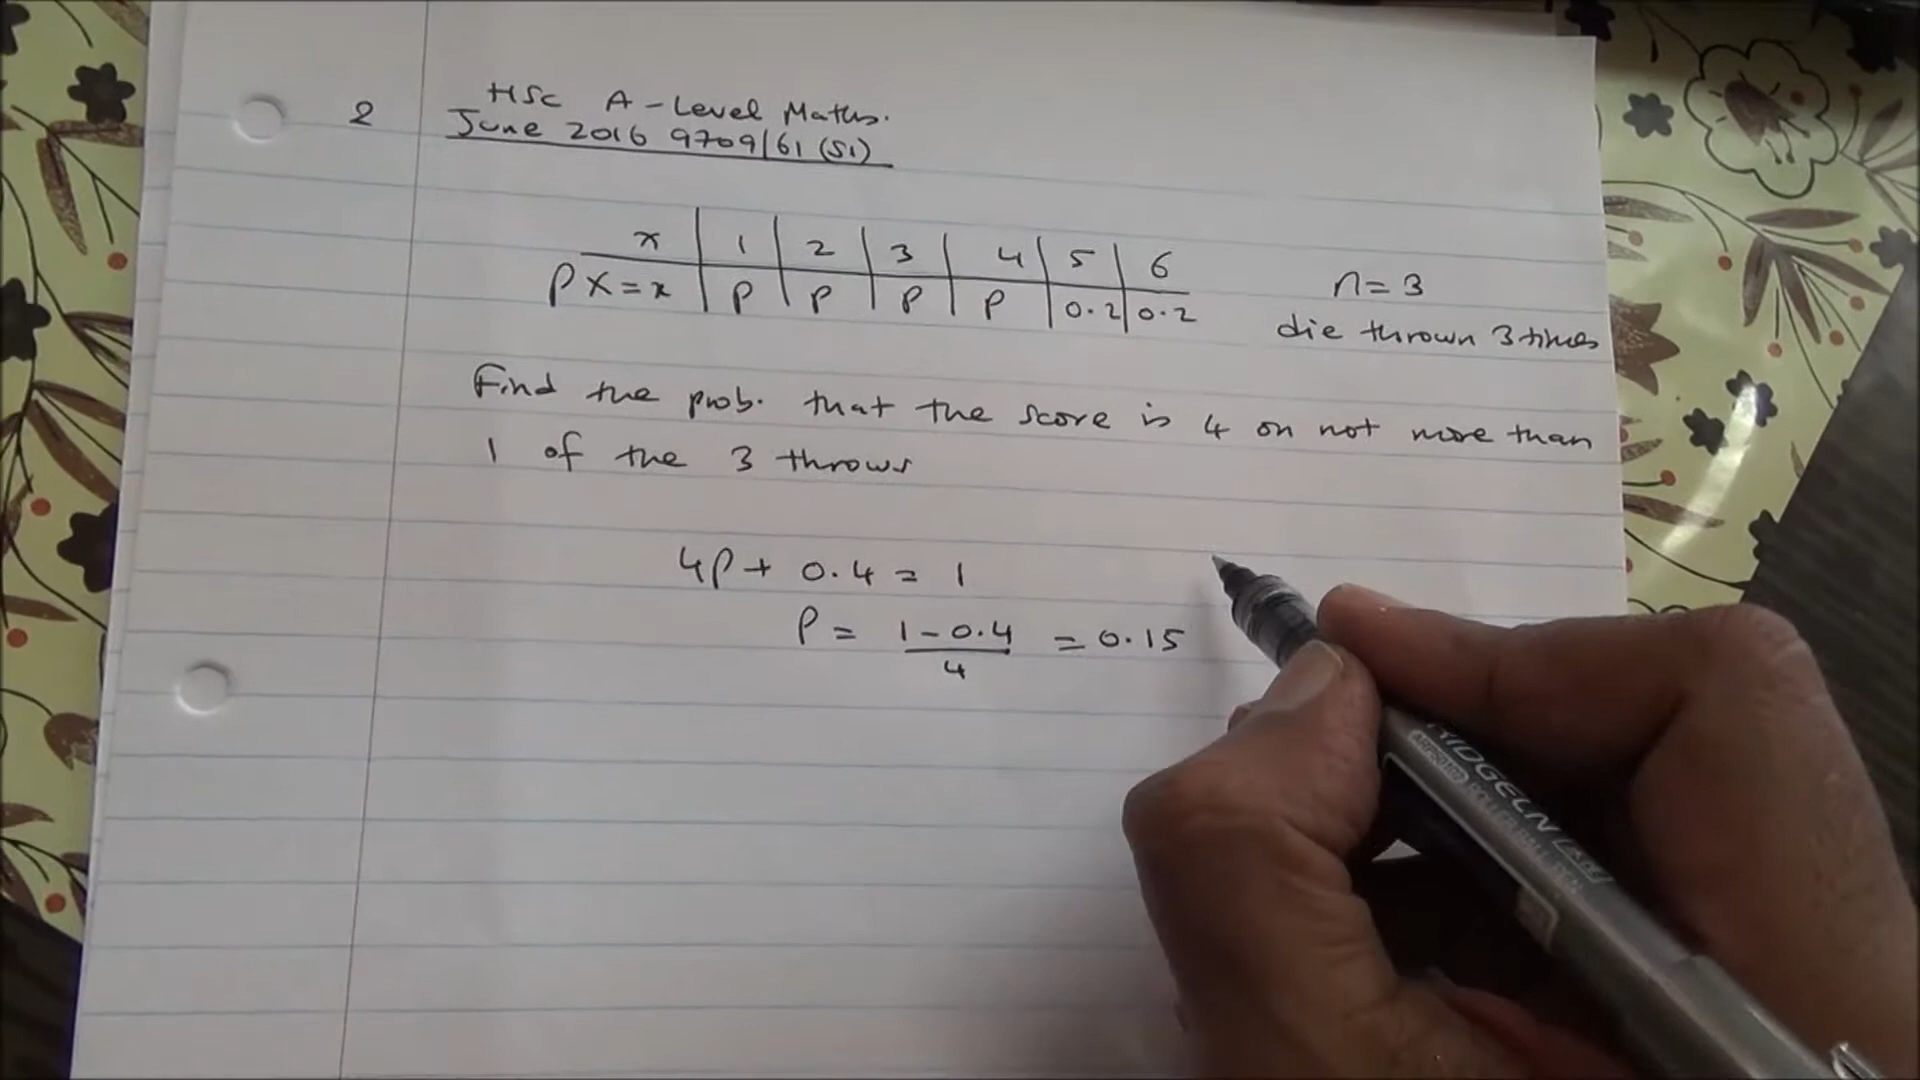 2
HSC A-Level Maths.
June 2016 9709/61 (S1)
x | 1 | 2 | 3 | 4 | 5 | 6
P X=x | P | P | P | P | 0.2 | 0.2
n=3
die thrown 3 times
Find the prob. that the score is 4 on not more than
1 of the 3 throws
4P + 0.4 = 1
P = 1-0.4 = 0.15
4